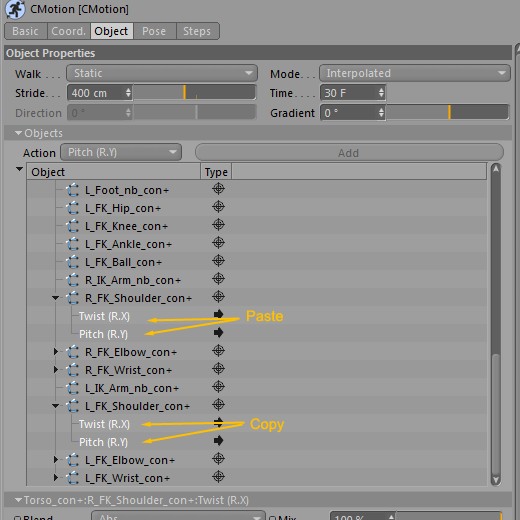 CMotion [CMotion]
Basic Coord. Object Pose Steps
Object Properties
Walk . . . Static Mode . . Interpolated
Stride . . 400 cm Time. . . . 30 F
Direction 0 ° Gradient 0 °
Objects
Action Pitch (R.Y) Add
Object Type
L_Foot_nb_con+
L_FK_Hip_con+
L_FK_Knee_con+
L_FK_Ankle_con+
L_FK_Ball_con+
R_IK_Arm_nb_con+
R_FK_Shoulder_con+
Twist (R.X) Paste
Pitch (R.Y)
R_FK_Elbow_con+
R_FK_Wrist_con+
L_IK_Arm_nb_con+
L_FK_Shoulder_con+
Twist (R.X) Copy
Pitch (R.Y)
L_FK_Elbow_con+
L_FK_Wrist_con+
Torso_con+:R_FK_Shoulder_con+:Twist (R.X)
Blend Abs Mix 100 %